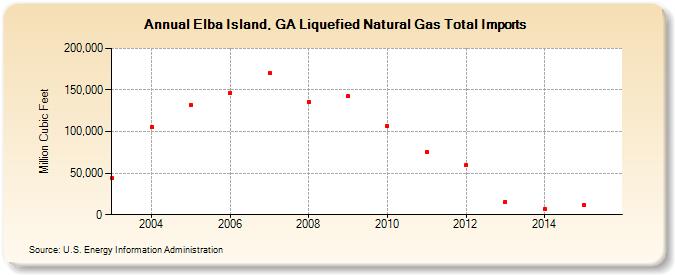 Annual Elba Island, GA Liquefied Natural Gas Total Imports
Million Cubic Feet
200,000
150,000
100,000
50,000
0
2004 2006 2008 2010 2012 2014
Source: U.S. Energy Information Administration